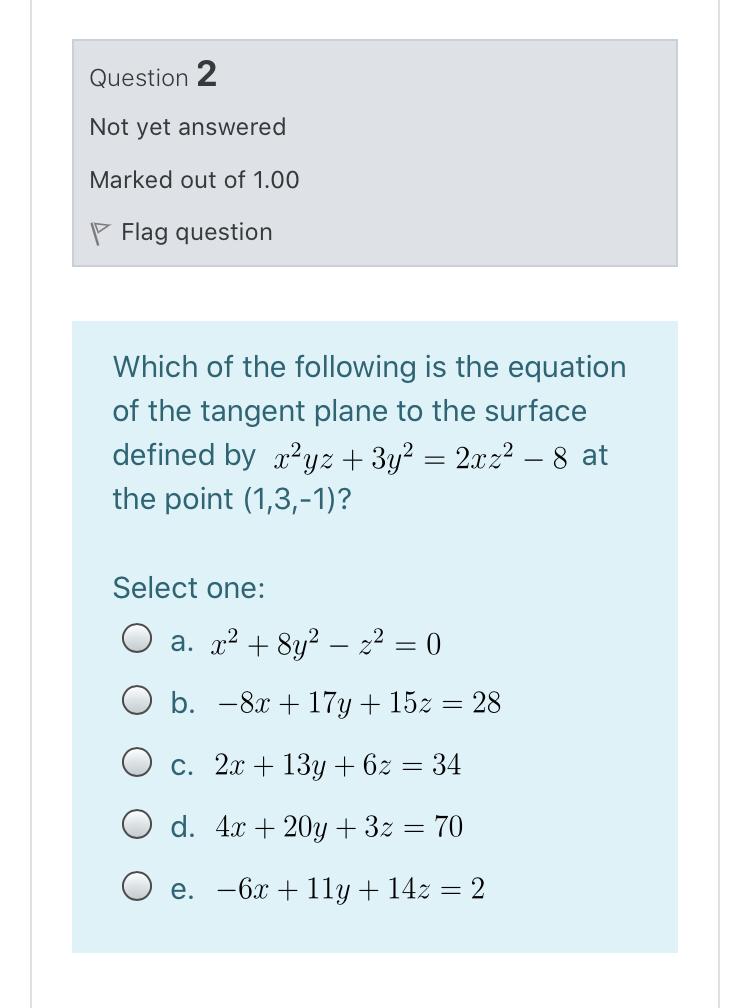 Question 2
Not yet answered
Marked out of 1.00
Flag question
Which of the following is the equation
of the tangent plane to the surface
defined by x²yz + 3y² = 2xz² − 8 at
the point (1,3,-1)?
Select one:
a. x² + 8y² − z² = 0
b. −8x + 17y + 15z = 28
c. 2x + 13y + 6z = 34
d. 4x + 20y + 3z = 70
e. −6x + 11y + 14z = 2